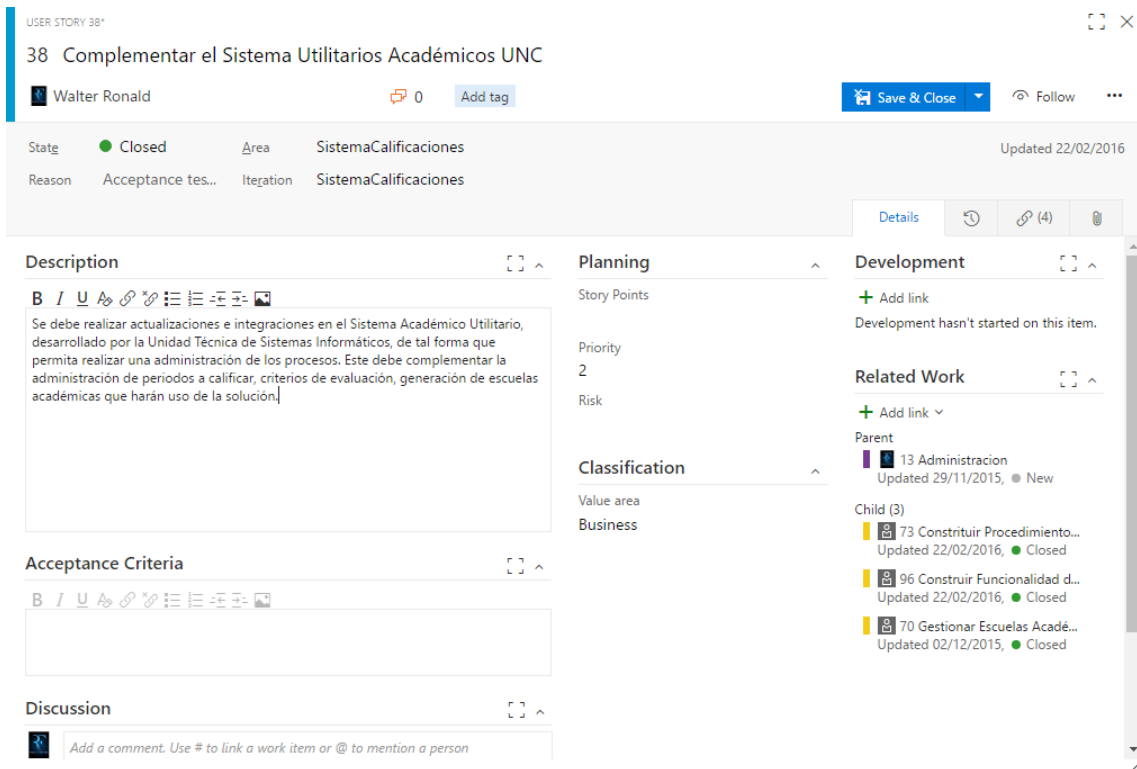 USER STORY 38*
38 Complementar el Sistema Utilitarios Académicos UNC
Walter Ronald
0
Add tag
Save & Close
Follow
State
Closed
Area
SistemaCalificaciones
Updated 22/02/2016
Reason
Acceptance tes...
Iteration
SistemaCalificaciones
Details
(4)
Description
B I U
Se debe realizar actualizaciones e integraciones en el Sistema Académico Utilitario,
desarrollado por la Unidad Técnica de Sistemas Informáticos, de tal forma que
permita realizar una administración de los procesos. Este debe complementar la
administración de periodos a calificar, criterios de evaluación, generación de escuelas
académicas que harán uso de la solución.
Acceptance Criteria
B I U
Discussion
Add a comment. Use # to link a work item or @ to mention a person
Planning
Story Points
Priority
2
Risk
Classification
Value area
Business
Development
Add link
Development hasn't started on this item.
Related Work
Add link
Parent
13 Administracion
Updated 29/11/2015, New
Child (3)
73 Constrituir Procedimiento...
Updated 22/02/2016, Closed
96 Construir Funcionalidad d...
Updated 22/02/2016, Closed
70 Gestionar Escuelas Acadé...
Updated 02/12/2015, Closed